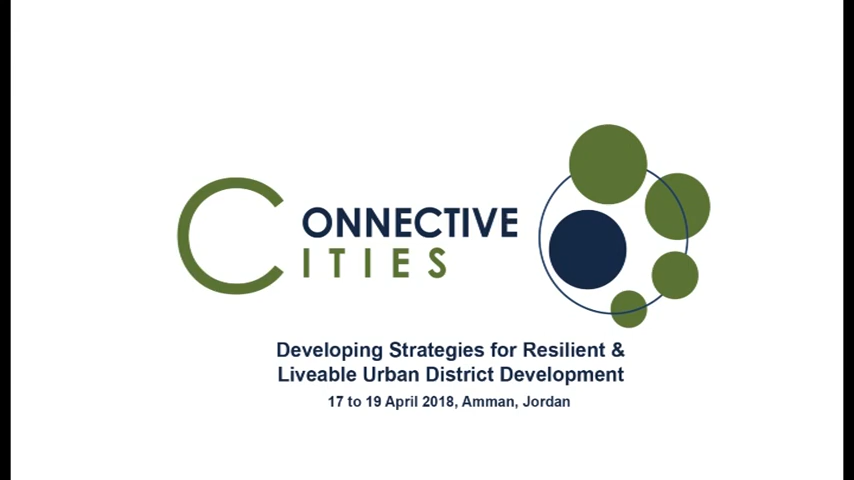 CONNECTIVE
CITIES
Developing Strategies for Resilient &
Liveable Urban District Development
17 to 19 April 2018, Amman, Jordan